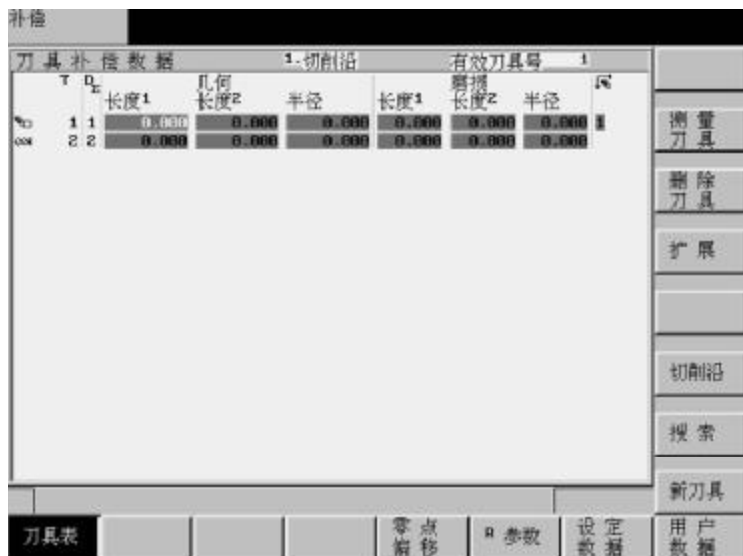 补偿
刀具补偿数据 1.切削沿 有效刀具号 1
T D_Σ 几何 磨损
长度1 长度2 半径 长度1 长度2 半径
1 1 0.000 0.000 0.000 0.000 0.000 0.000 1
2 2 0.000 0.000 0.000 0.000 0.000 0.000
测量
刀具
删除
刀具
扩展
切削沿
搜索
新刀具
刀具表 零点 R 参数 设定 用户
偏移 数据 数据